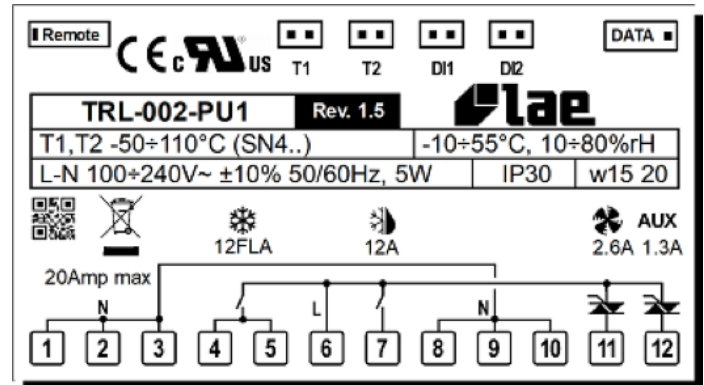 Remote
CE c RU US
T1 T2 DI1 DI2
DATA
TRL-002-PU1 Rev. 1.5 lae
T1,T2 -50÷110°C (SN4..) -10÷55°C, 10÷80%rH
L-N 100÷240V~ ±10% 50/60Hz, 5W IP30 w15 20
AUX
12FLA 12A 2.6A 1.3A
20Amp max
N L N
1 2 3 4 5 6 7 8 9 10 11 12